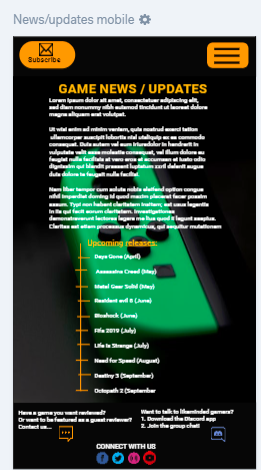 News/updates mobile
Subscribe
GAME NEWS / UPDATES
Lorem ipsum dolor sit amet, consectetuer adipiscing elit,
sed diam nonummy nibh euismod tincidunt ut laoreet dolore
magna aliquam erat volutpat.
Ut wisi enim ad minim veniam, quis nostrud exerci tation
ullamcorper suscipit lobortis nisl utaliquip ex ea commodo
consequat. Duis autem vel eum iriuredolor in hendrerit in
vulputate velit esse molestie consequat, vel illum dolore eu
feugiat nulla facilisis at vero eros et accumsan et iusto odio
dignissim qui blandit praesent luptatum zzril delenit augue
duis dolore te feugait nulla facilisi.
Nam liber tempor cum soluta nobis eleifend option congue
nihil imperdiet doming id quod mazim placerat facer possim
assum. Typi non habent claritatem insitam; est usus legentis
in iis qui facit eorum claritatem. Investigationes
demonstraverunt lectores legere me lius quod ii legunt saepius.
Claritas est etiam processus dynamicus, qui sequitur mutationem
Upcoming releases:
Days Gone (April)
Assassins Creed (May)
Metal Gear Solid (May)
Resident evil 8 (June)
Bioshock (June)
Fifa 2019 (July)
Life is Strange (July)
Need for Speed (August)
Destiny 3 (September)
Octopath 2 (September
Have a game you want reviewed?
Or want to be featured as a guest reviewer?
Contact us...
Want to talk to likeminded gamers?
1. Download the Discord app
2. Join the group chat!
CONNECT WITH US